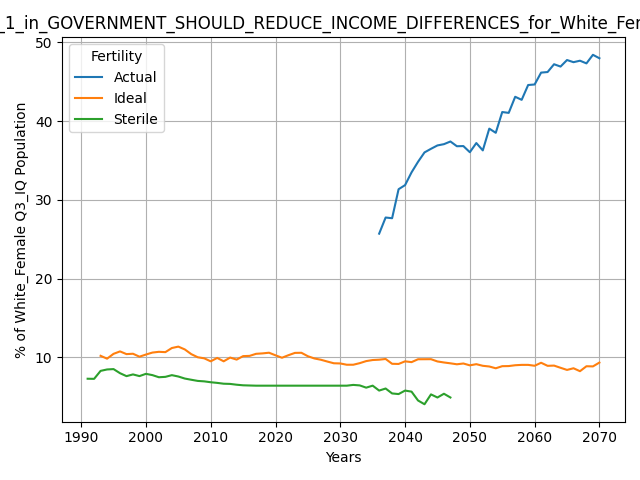 _1_in_GOVERNMENT_SHOULD_REDUCE_INCOME_DIFFERENCES_for_White_Fe
Fertility
Actual
Ideal
Sterile
% of White_Female Q3_IQ Population
50
40
30
20
10
1990 2000 2010 2020 2030 2040 2050 2060 2070
Years